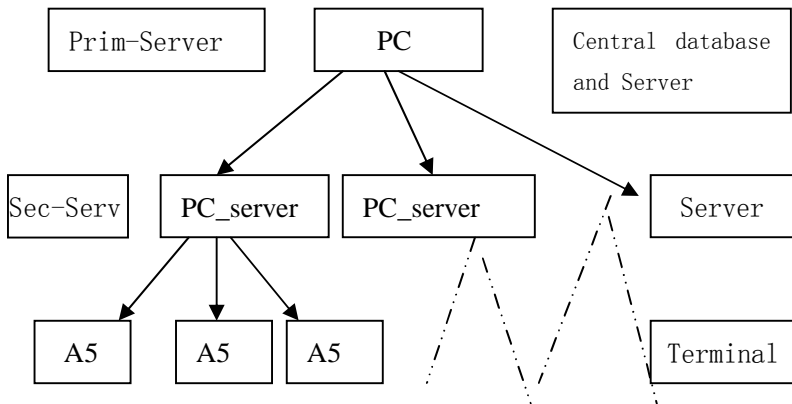 Prim-Server
PC
Central database
and Server
Sec-Serv
PC_server
PC_server
Server
A5
A5
A5
Terminal